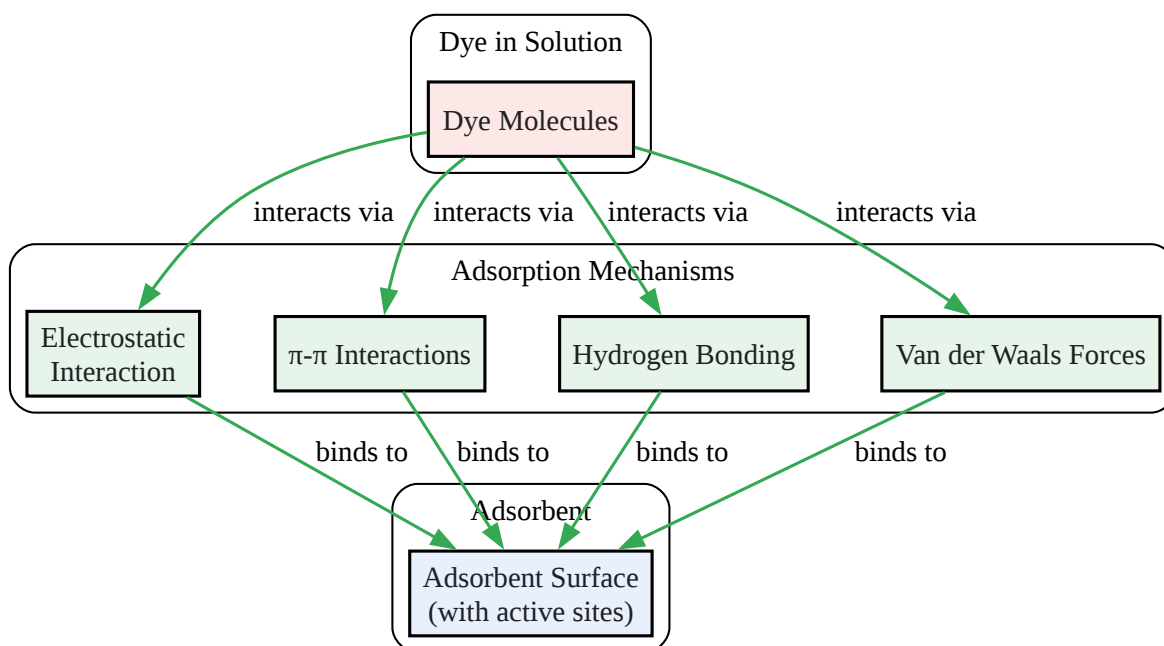 Dye in Solution
Dye Molecules
interacts via
interacts via
interacts via
interacts via
Adsorption Mechanisms
Electrostatic
Interaction
π-π Interactions
Hydrogen Bonding
Van der Waals Forces
binds to
binds to
binds to
binds to
Adsorbent
Adsorbent Surface
(with active sites)